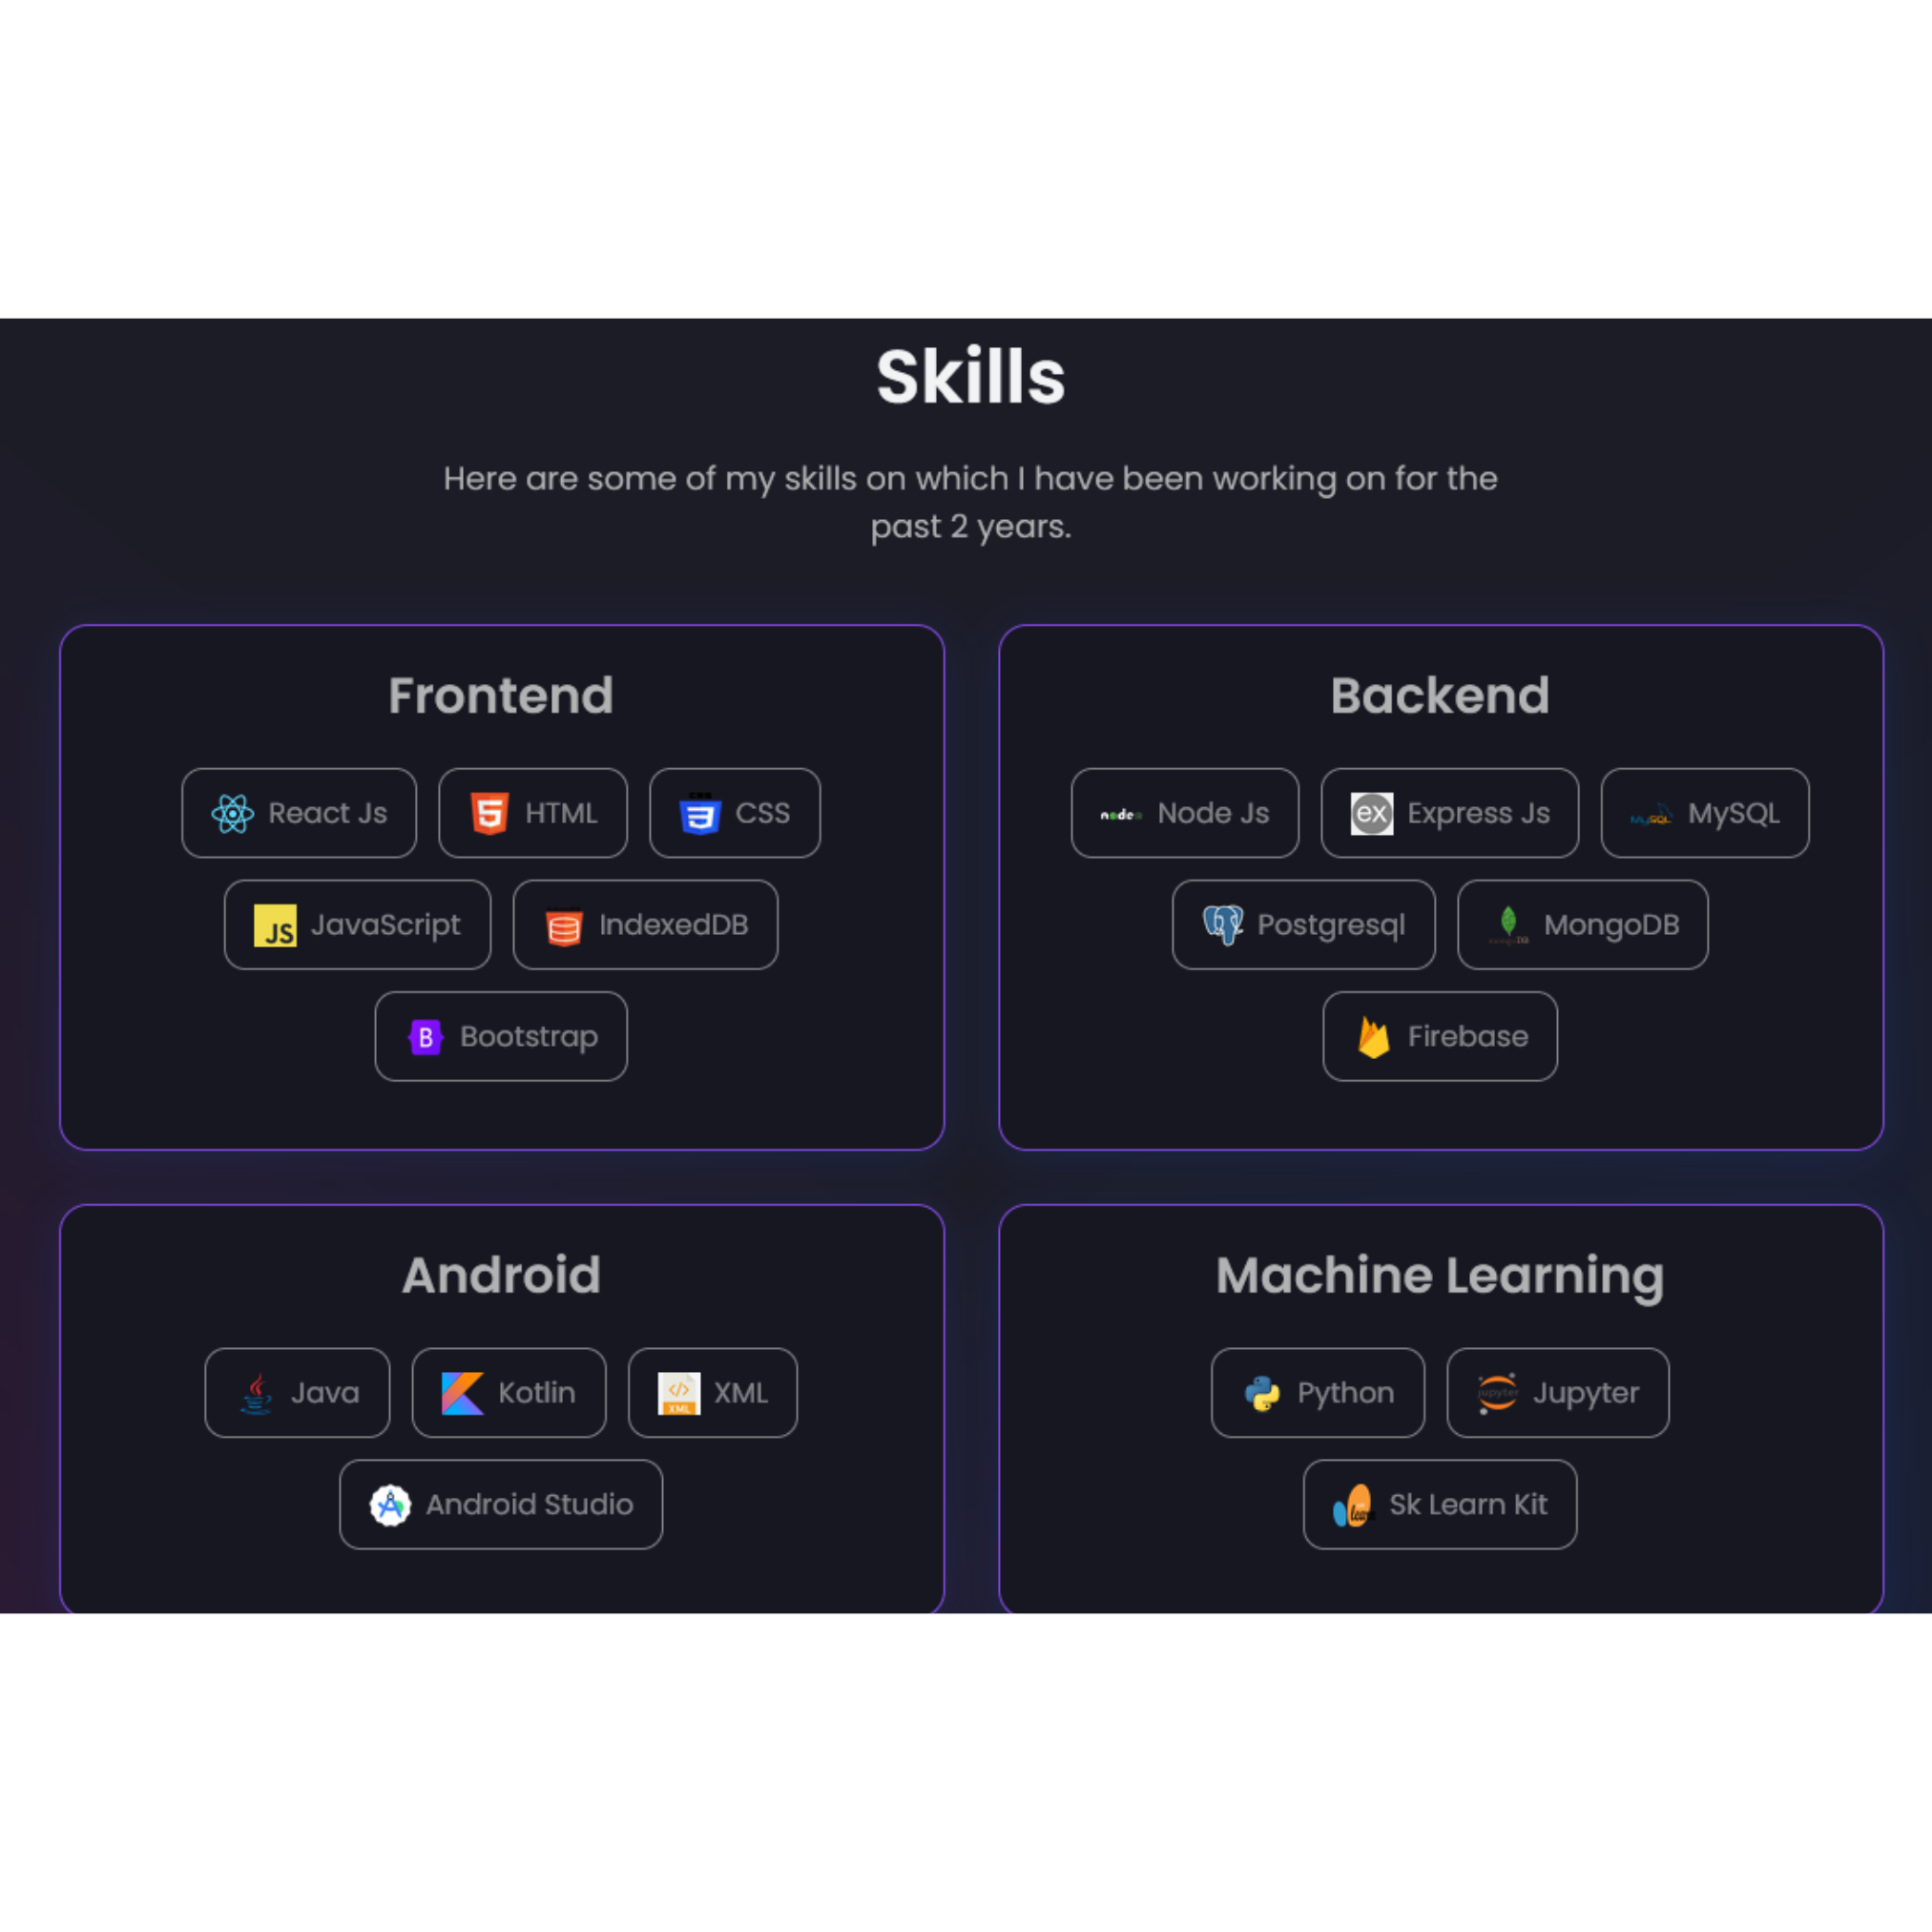 Skills
Here are some of my skills on which I have been working on for the
past 2 years.
Frontend
React Js
HTML
CSS
JavaScript
IndexedDB
Bootstrap
Backend
node
Node Js
ex
Express Js
MySQL
MySQL
Postgresql
mongoDB
MongoDB
Firebase
Android
Java
Kotlin
XML
XML
Android Studio
Machine Learning
Python
jupyter
Jupyter
learn
Sk Learn Kit